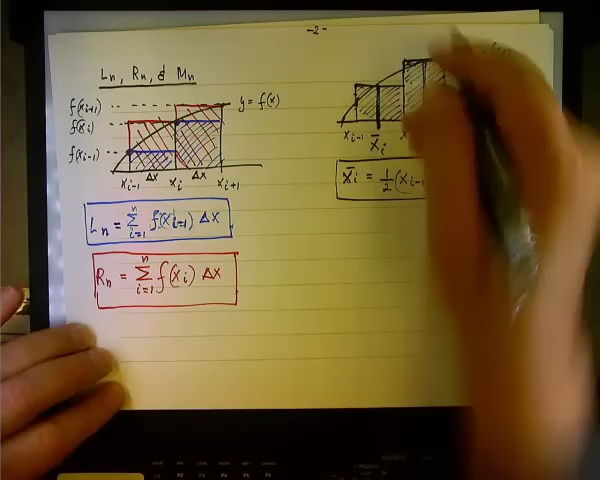 -2-
Ln, Rn, & Mn
f(xi+1)
y = f(x)
f(xi)
f(xi-1)
Δx Δx
xi-1 xi xi+1
Ln = Σ i=1 n f(xi-1) Δx
Rn = Σ i=1 n f(xi) Δx
xi-1 x̄i
x̄i = 1/2 (xi-1